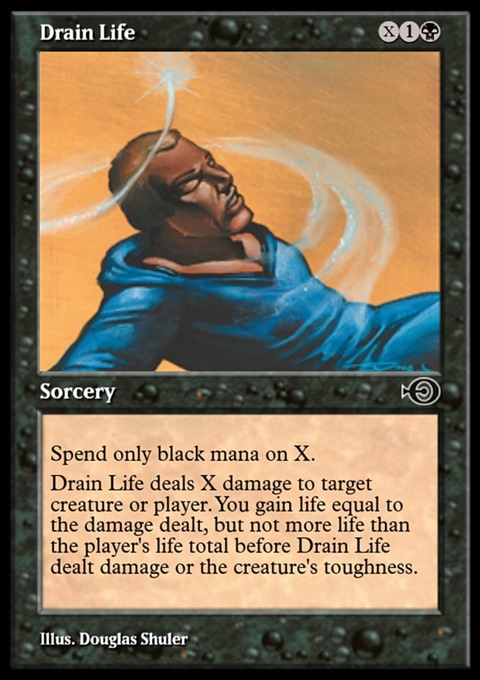 Drain Life
X 1
Sorcery
Spend only black mana on X.
Drain Life deals X damage to target
creature or player. You gain life equal to
the damage dealt, but not more life than
the player's life total before Drain Life
dealt damage or the creature's toughness.
Illus. Douglas Shuler